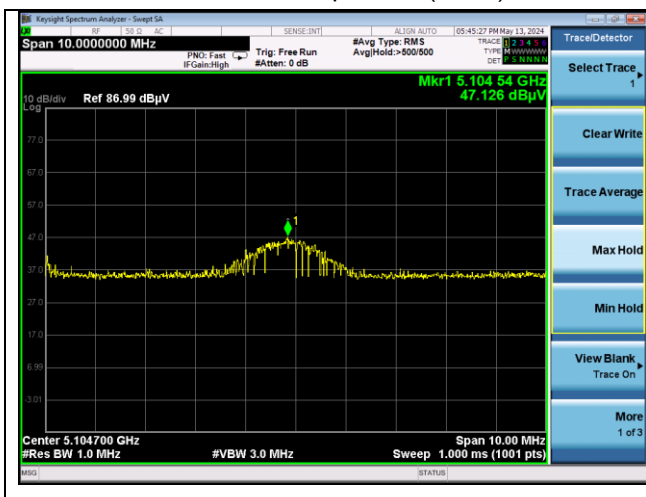 Keysight Spectrum Analyzer - Swept SA
RF 50 Ω AC SENSE:INT ALIGN AUTO 05:45:27 PM May 13, 2024
Span 10.0000000 MHz
PNO: Fast
IFGain:High
Trig: Free Run
#Atten: 0 dB
#Avg Type: RMS
Avg|Hold:>500/500
TRACE 1 2 3 4 5 6
TYPE M W W W W W
DET P S N N N N
Mkr1 5.104 54 GHz
47.126 dBµV
10 dB/div Ref 86.99 dBµV
Log
77.0
67.0
57.0
47.0
37.0
27.0
17.0
6.99
-3.01
1
Center 5.104700 GHz Span 10.00 MHz
#Res BW 1.0 MHz #VBW 3.0 MHz Sweep 1.000 ms (1001 pts)
MSG STATUS
Trace/Detector
Select Trace
1
Clear Write
Trace Average
Max Hold
Min Hold
View Blank
Trace On
More
1 of 3